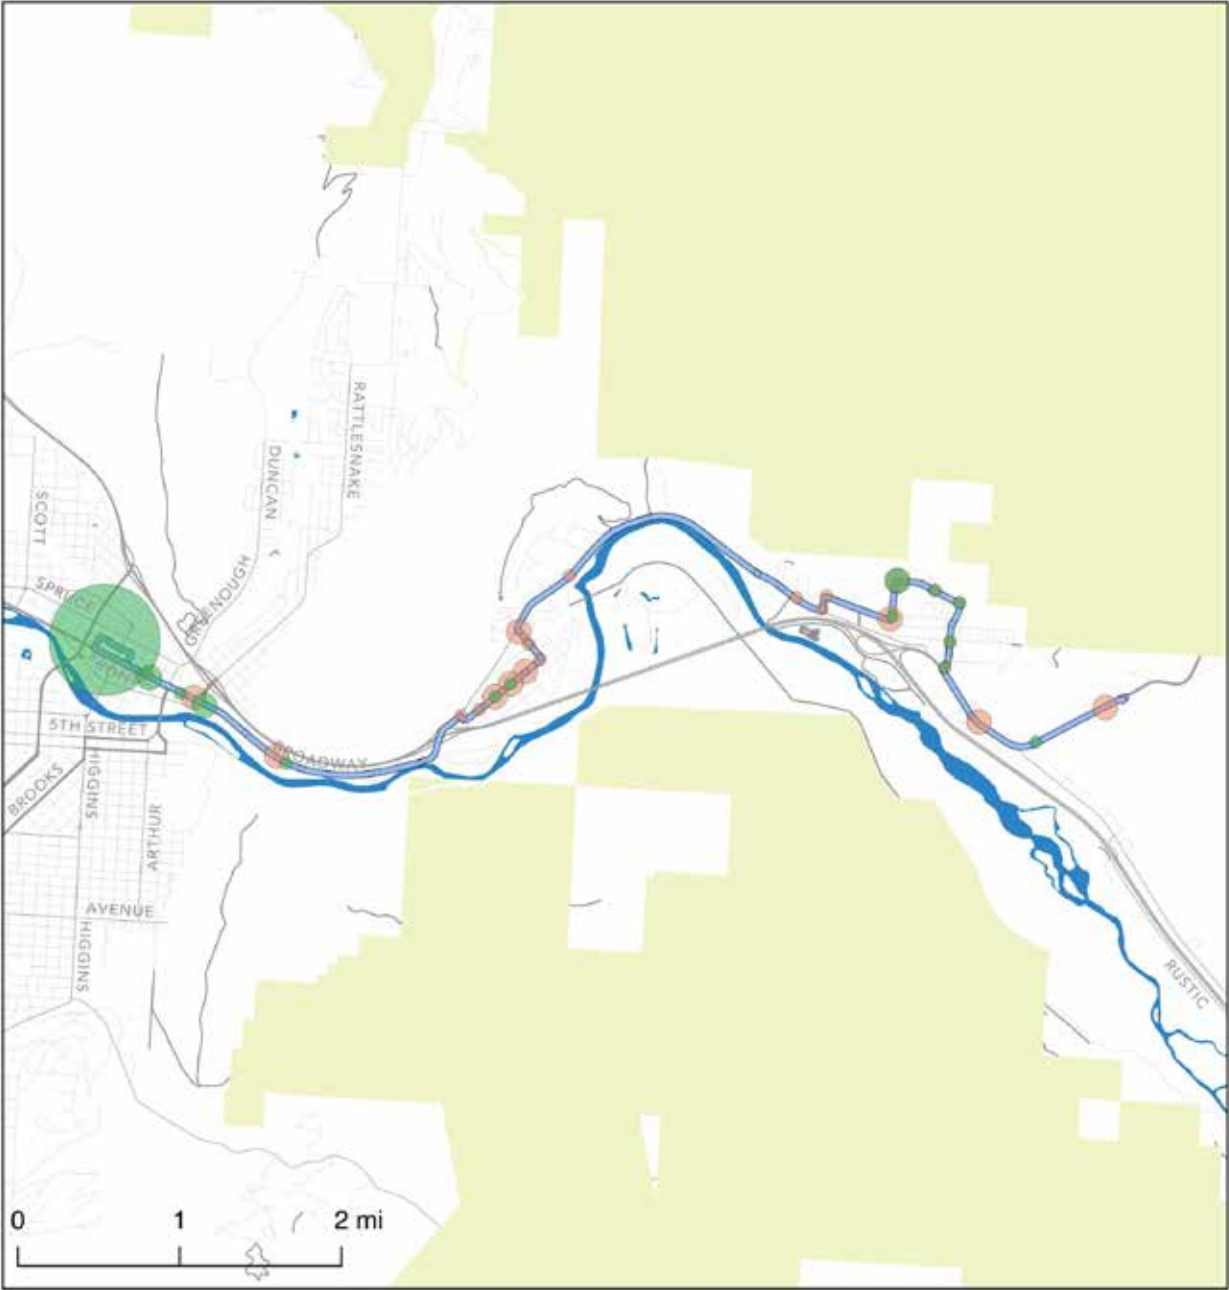 RATTLESNAKE
DUNCAN
SCOTT
GREENOUGH
SPRUCE
5TH STREET
BROADWAY
HIGGINS
BROOKS
ARTHUR
AVENUE
HIGGINS
RUSTIC
0 1 2 mi